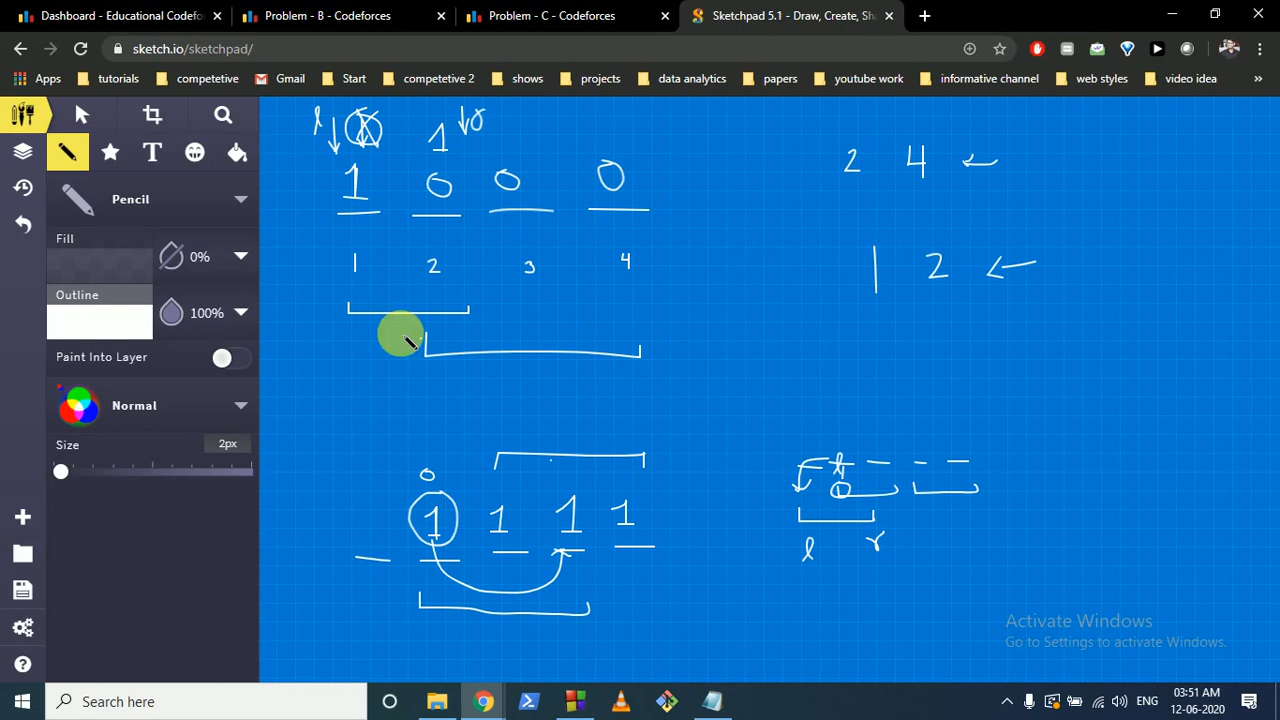 Dashboard - Educational Codefo
Problem - B - Codeforces
Problem - C - Codeforces
Sketchpad 5.1 - Draw, Create, Sha
sketch.io/sketchpad/
Apps
tutorials
competetive
Gmail
Start
competetive 2
shows
projects
data analytics
papers
youtube work
informative channel
web styles
video idea
»
Pencil
Fill
0%
Outline
100%
Paint Into Layer
Normal
Size
2px
l 1 r
1 0 0 0
1 2 3 4
2 4 ←
1 2 ←
0
1 1 1 1
l r
Activate Windows
Go to Settings to activate Windows.
Search here
ENG
03:51 AM
12-06-2020